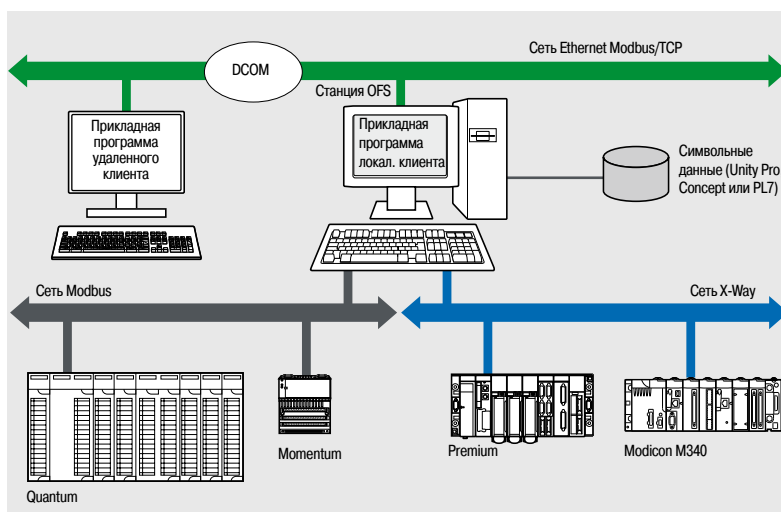 Сеть Ethernet Modbus/TCP
DCOM
Станция OFS
Прикладная
программа
удаленного
клиента
Прикладная
программа
локал. клиента
Символьные
данные (Unity Pro
Concept или PL7)
Сеть Modbus
Сеть X-Way
Quantum
Momentum
Premium
Modicon M340